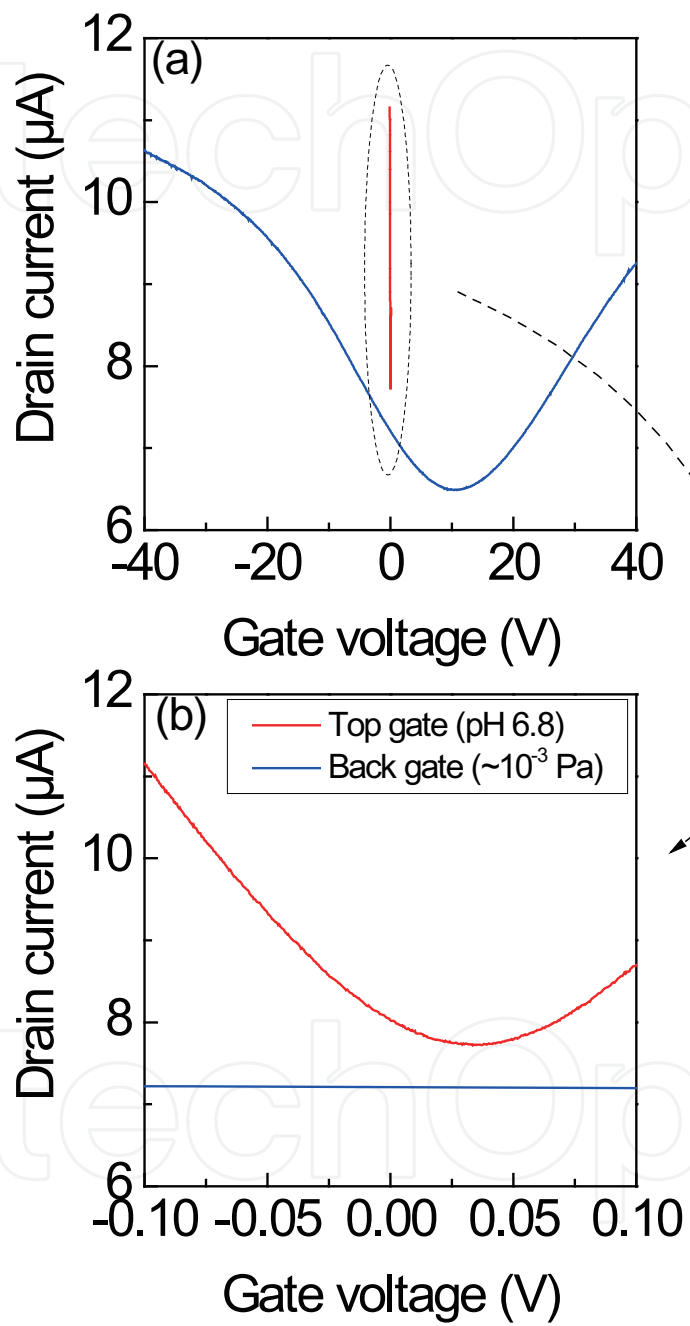 12
(a)
10
8
6
Drain current (µA)
-40 -20 0 20 40
Gate voltage (V)
12
(b)
Top gate (pH 6.8)
Back gate (~10⁻³ Pa)
10
8
6
Drain current (µA)
-0.10 -0.05 0.00 0.05 0.10
Gate voltage (V)
techOp
techOp